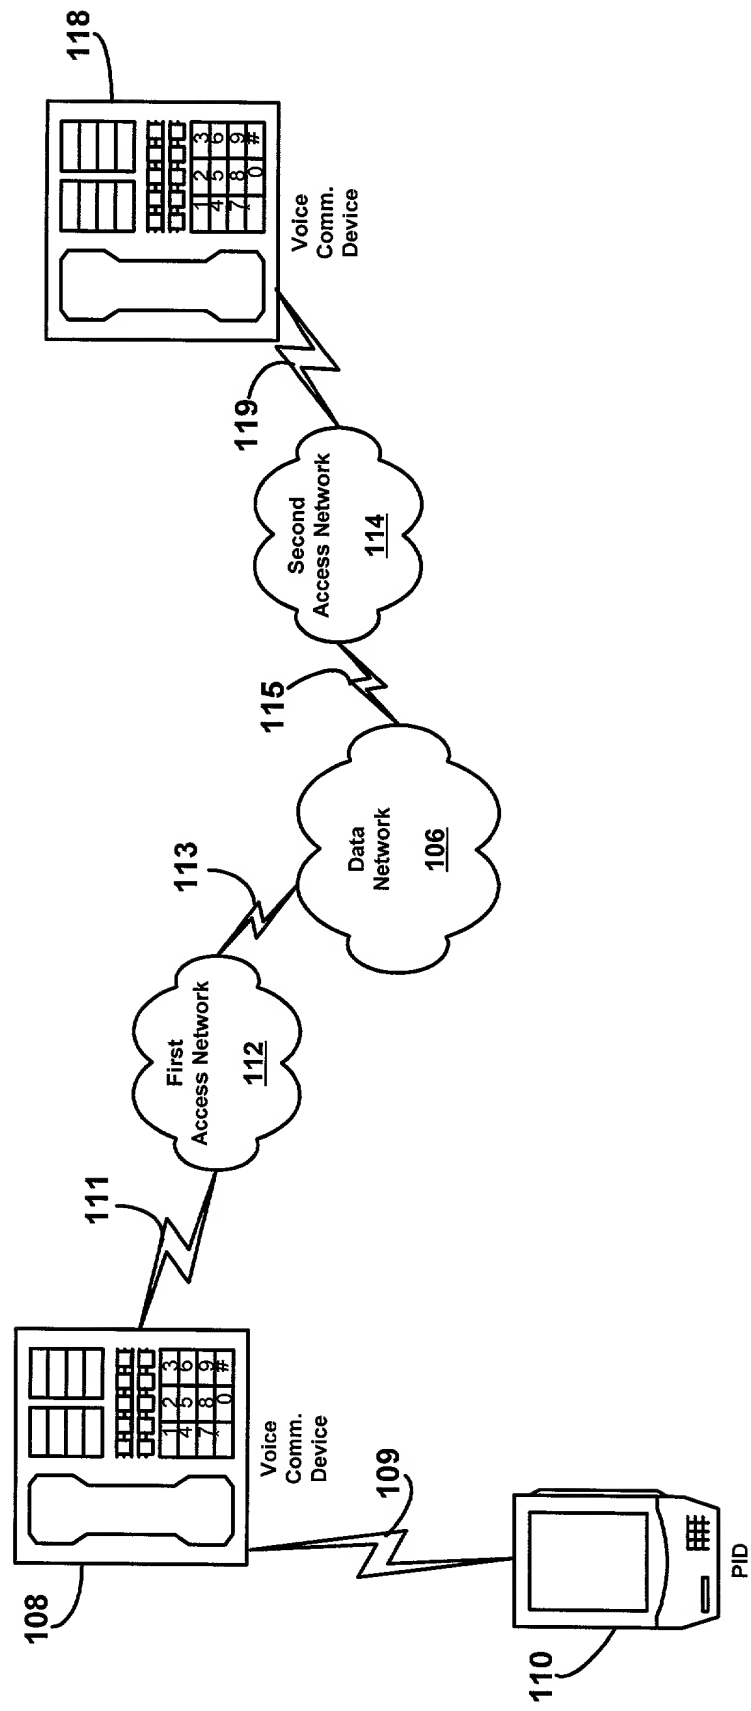 108
1 2 3
4 5 6
7 8 9
0 #
Voice
Comm.
Device
109
110
PID
111
First
Access Network
112
113
Data
Network
106
115
Second
Access Network
114
119
118
1 2 3
4 5 6
7 8 9
0 #
Voice
Comm.
Device